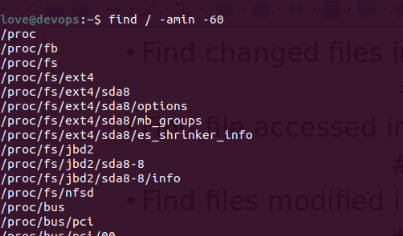 love@devops:~$ find / -amin -60
/proc
/proc/fb
/proc/fs
/proc/fs/ext4
/proc/fs/ext4/sda8
/proc/fs/ext4/sda8/options
/proc/fs/ext4/sda8/mb_groups
/proc/fs/ext4/sda8/es_shrinker_info
/proc/fs/jbd2
/proc/fs/jbd2/sda8-8
/proc/fs/jbd2/sda8-8/info
/proc/fs/nfsd
/proc/bus
/proc/bus/pci
/proc/bus/pci/00
• Find changed files in
file accessed in
#
• Find files modified i
#